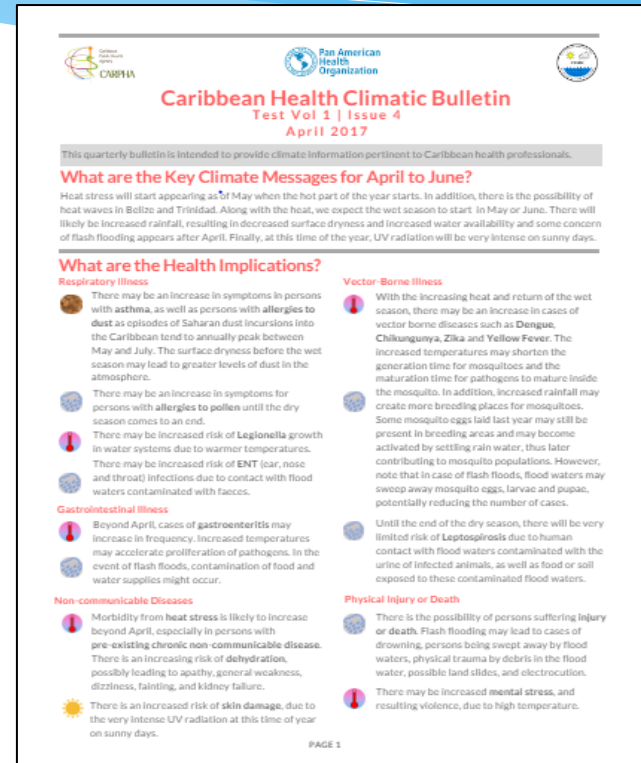 Caribbean
Public Health
Agency
CARPHA
Pan American
Health
Organization
Caribbean Health Climatic Bulletin
Test Vol 1 | Issue 4
April 2017
This quarterly bulletin is intended to provide climate information pertinent to Caribbean health professionals.
What are the Key Climate Messages for April to June?
Heat stress will start appearing as of May when the hot part of the year starts. In addition, there is the possibility of
heat waves in Belize and Trinidad. Along with the heat, we expect the wet season to start in May or June. There will
likely be increased rainfall, resulting in decreased surface dryness and increased water availability and some concern
of flash flooding appears after April. Finally, at this time of the year, UV radiation will be very intense on sunny days.
What are the Health Implications?
Respiratory Illness
There may be an increase in symptoms in persons
with asthma, as well as persons with allergies to
dust as episodes of Saharan dust incursions into
the Caribbean tend to annually peak between
May and July. The surface dryness before the wet
season may lead to greater levels of dust in the
atmosphere.
There may be an increase in symptoms for
persons with allergies to pollen until the dry
season comes to an end.
There may be increased risk of Legionella growth
in water systems due to warmer temperatures.
There may be increased risk of ENT (ear, nose
and throat) infections due to contact with flood
waters contaminated with faeces.
Gastrointestinal Illness
Beyond April, cases of gastroenteritis may
increase in frequency. Increased temperatures
may accelerate proliferation of pathogens. In the
event of flash floods, contamination of food and
water supplies might occur.
Non-communicable Diseases
Morbidity from heat stress is likely to increase
beyond April, especially in persons with
pre-existing chronic non-communicable disease.
There is an increasing risk of dehydration,
possibly leading to apathy, general weakness,
dizziness, fainting, and kidney failure.
There is an increased risk of skin damage, due to
the very intense UV radiation at this time of year
on sunny days.
Vector-Borne Illness
With the increasing heat and return of the wet
season, there may be an increase in cases of
vector borne diseases such as Dengue,
Chikungunya, Zika and Yellow Fever. The
increased temperatures may shorten the
generation time for mosquitoes and the
maturation time for pathogens to mature inside
the mosquito. In addition, increased rainfall may
create more breeding places for mosquitoes.
Some mosquito eggs laid last year may still be
present in breeding areas and may become
activated by settling rain water, thus later
contributing to mosquito populations. However,
note that in case of flash floods, flood waters may
sweep away mosquito eggs, larvae and pupae,
potentially reducing the number of cases.
Until the end of the dry season, there will be very
limited risk of Leptospirosis due to human
contact with flood waters contaminated with the
urine of infected animals, as well as food or soil
exposed to these contaminated flood waters.
Physical Injury or Death
There is the possibility of persons suffering injury
or death. Flash flooding may lead to cases of
drowning, persons being swept away by flood
waters, physical trauma by debris in the flood
water, possible land slides, and electrocution.
There may be increased mental stress, and
resulting violence, due to high temperature.
PAGE 1